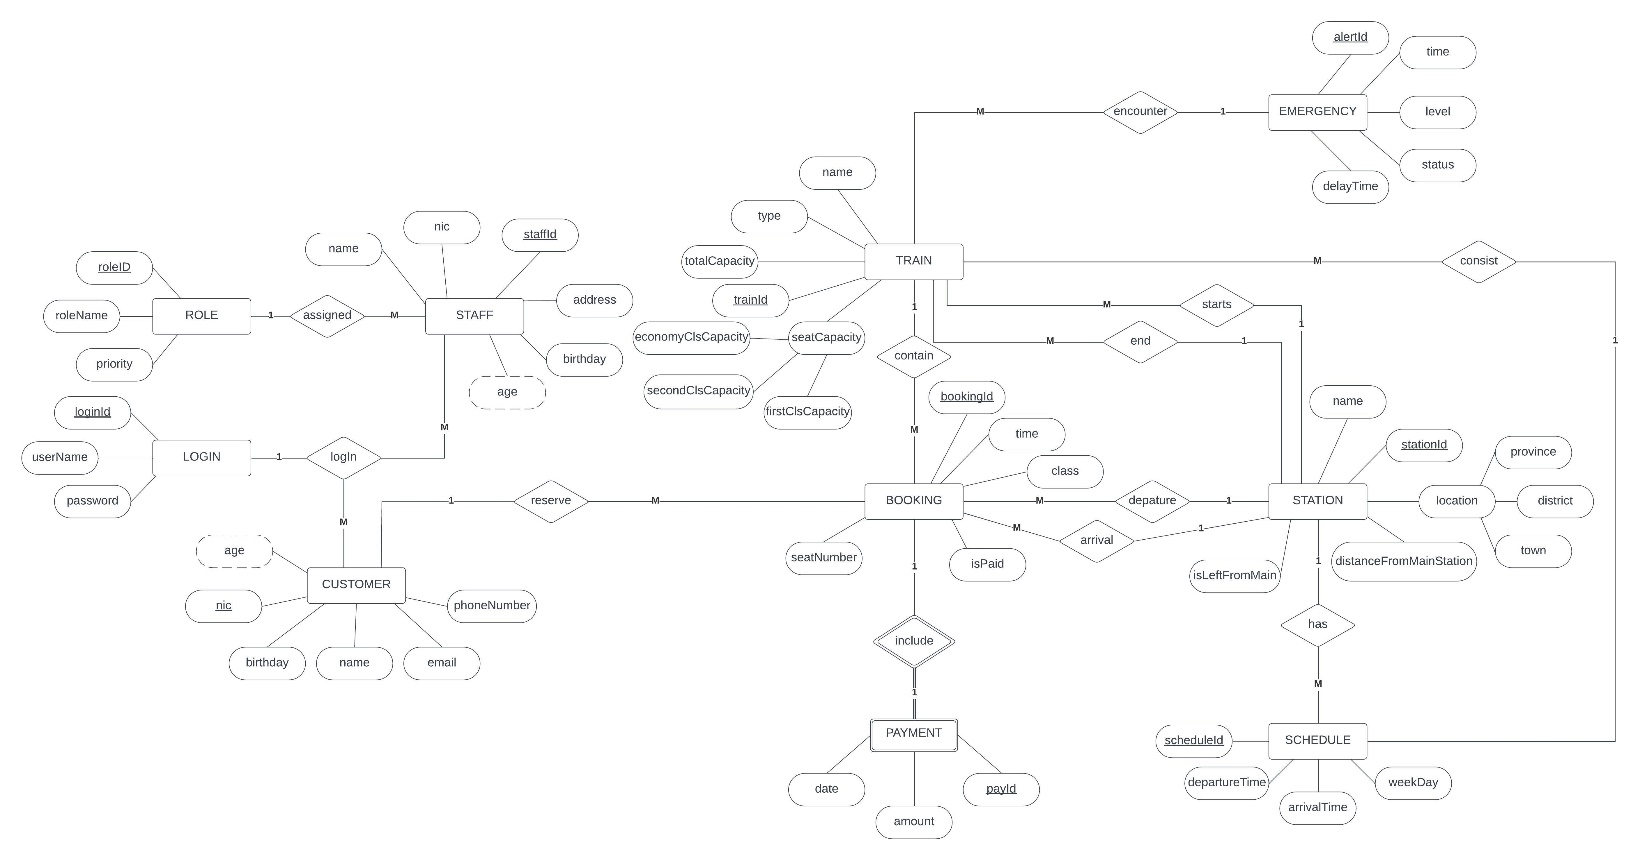 alertId
time
encounter
EMERGENCY
M
1
level
status
delayTime
name
type
totalCapacity
TRAIN
M
consist
trainId
economyClsCapacity
seatCapacity
secondClsCapacity
firstClsCapacity
1
contain
M
M
starts
1
M
end
1
1
nic
name
staffId
roleID
address
roleName
ROLE
1
assigned
M
STAFF
priority
birthday
age
loginId
userName
LOGIN
1
logIn
M
password
M
bookingId
time
class
1
reserve
M
BOOKING
M
depature
1
STATION
M
arrival
1
seatNumber
isPaid
name
stationId
province
location
district
town
isLeftFromMain
distanceFromMainStation
age
CUSTOMER
nic
phoneNumber
birthday
name
email
1
include
1
PAYMENT
date
payId
amount
1
has
M
scheduleId
SCHEDULE
departureTime
weekDay
arrivalTime